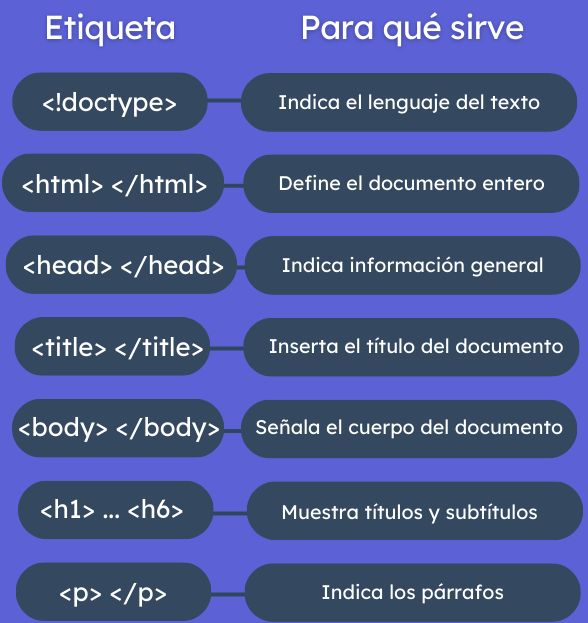 Etiqueta Para qué sirve
<!doctype> Indica el lenguaje del texto
<html> </html> Define el documento entero
<head> </head> Indica información general
<title> </title> Inserta el título del documento
<body> </body> Señala el cuerpo del documento
<h1> ... <h6> Muestra títulos y subtítulos
<p> </p> Indica los párrafos